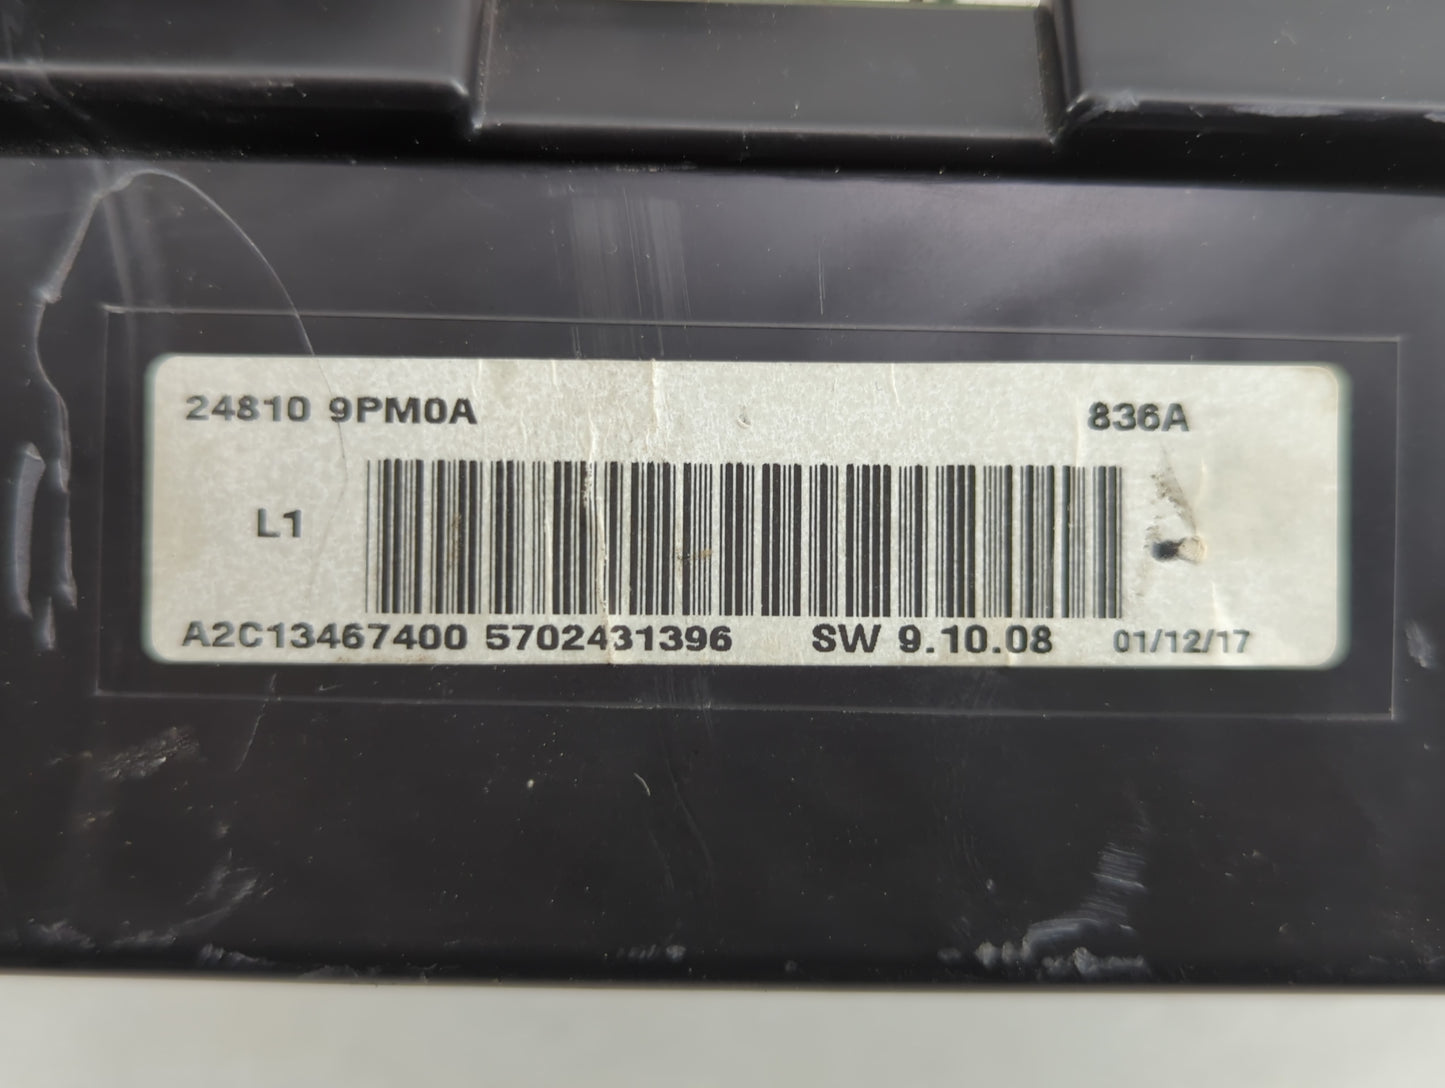 24810 9PM0A 836A
L1
A2C13467400 5702431396 SW 9.10.08 01/12/17